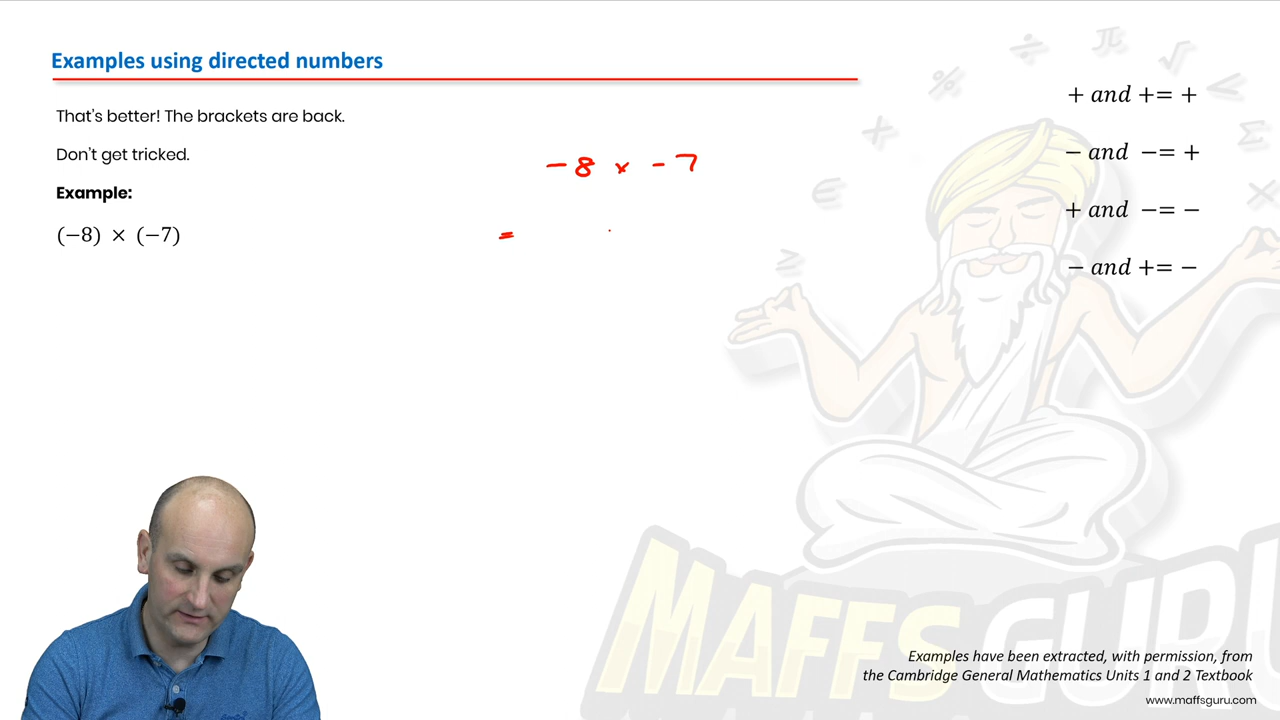 Examples using directed numbers
That's better! The brackets are back.
Don't get tricked.
Example:
(−8) × (−7)
−8 × −7
=
+ and += +
− and −= +
+ and −= −
− and += −
MAFFS GURU
Examples have been extracted, with permission, from
the Cambridge General Mathematics Units 1 and 2 Textbook
www.maffsguru.com